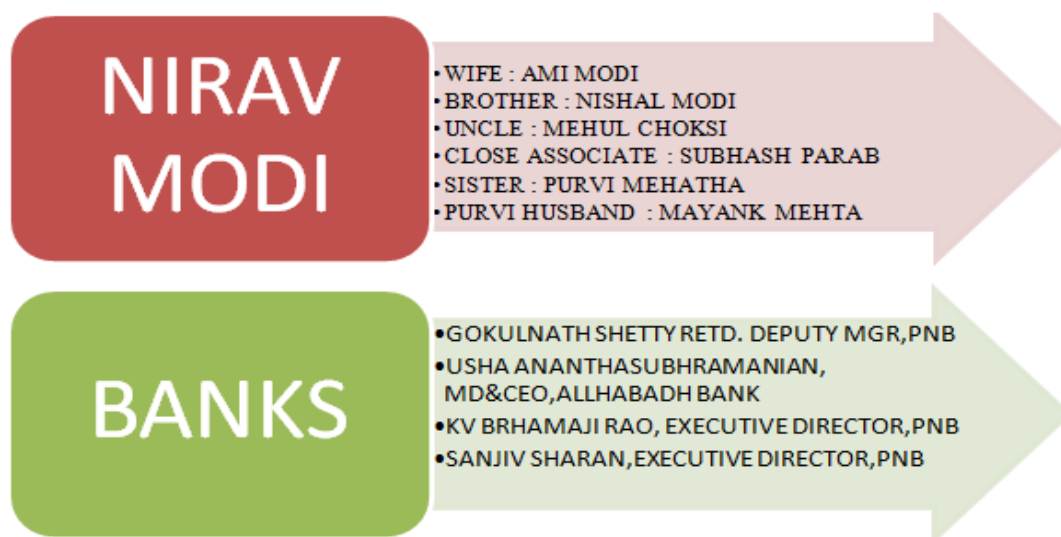 NIRAV
MODI
•WIFE : AMI MODI
•BROTHER : NISHAL MODI
•UNCLE : MEHUL CHOKSI
•CLOSE ASSOCIATE : SUBHASH PARAB
•SISTER : PURVI MEHATHA
•PURVI HUSBAND : MAYANK MEHTA
BANKS
•GOKULNATH SHETTY RETD. DEPUTY MGR,PNB
•USHA ANANTHASUBHRAMANIAN,
MD&CEO,ALLHABADH BANK
•KV BRHAMAJI RAO, EXECUTIVE DIRECTOR,PNB
•SANJIV SHARAN,EXECUTIVE DIRECTOR,PNB